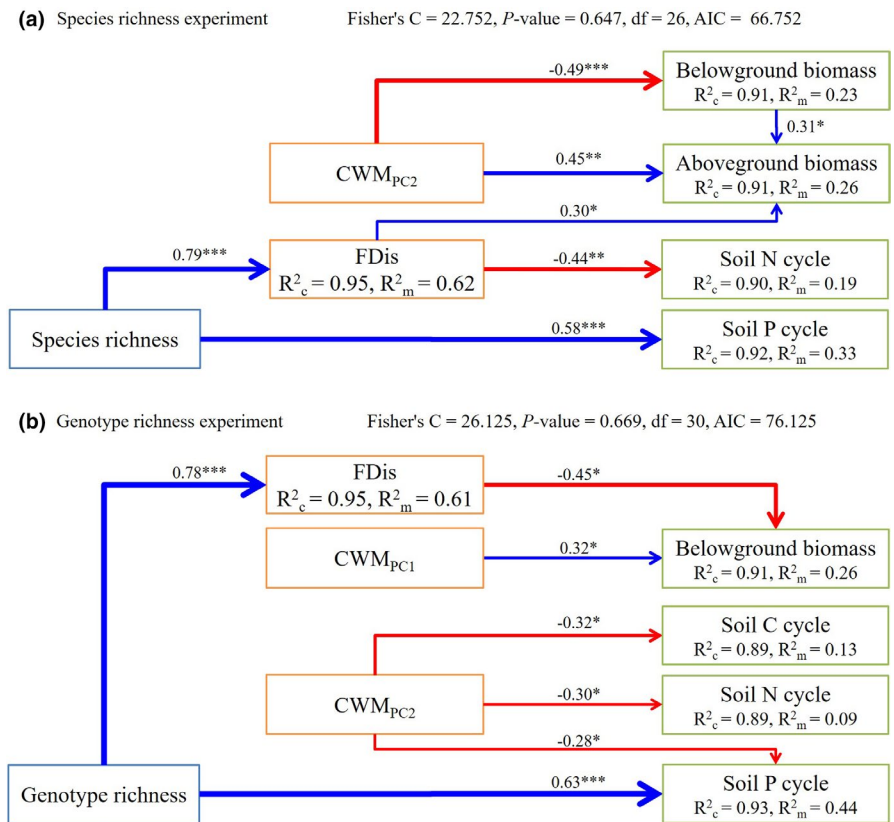 (a) Species richness experiment Fisher's C = 22.752, P-value = 0.647, df = 26, AIC = 66.752
-0.49***
Belowground biomass
R²c = 0.91, R²m = 0.23
0.31*
CWMPC2
0.45**
Aboveground biomass
R²c = 0.91, R²m = 0.26
0.30*
0.79***
FDis
R²c = 0.95, R²m = 0.62
-0.44**
Soil N cycle
R²c = 0.90, R²m = 0.19
Species richness
0.58***
Soil P cycle
R²c = 0.92, R²m = 0.33
(b) Genotype richness experiment Fisher's C = 26.125, P-value = 0.669, df = 30, AIC = 76.125
0.78***
FDis
R²c = 0.95, R²m = 0.61
-0.45*
CWMPC1
0.32*
Belowground biomass
R²c = 0.91, R²m = 0.26
-0.32*
Soil C cycle
R²c = 0.89, R²m = 0.13
CWMPC2
-0.30*
Soil N cycle
R²c = 0.89, R²m = 0.09
-0.28*
Genotype richness
0.63***
Soil P cycle
R²c = 0.93, R²m = 0.44